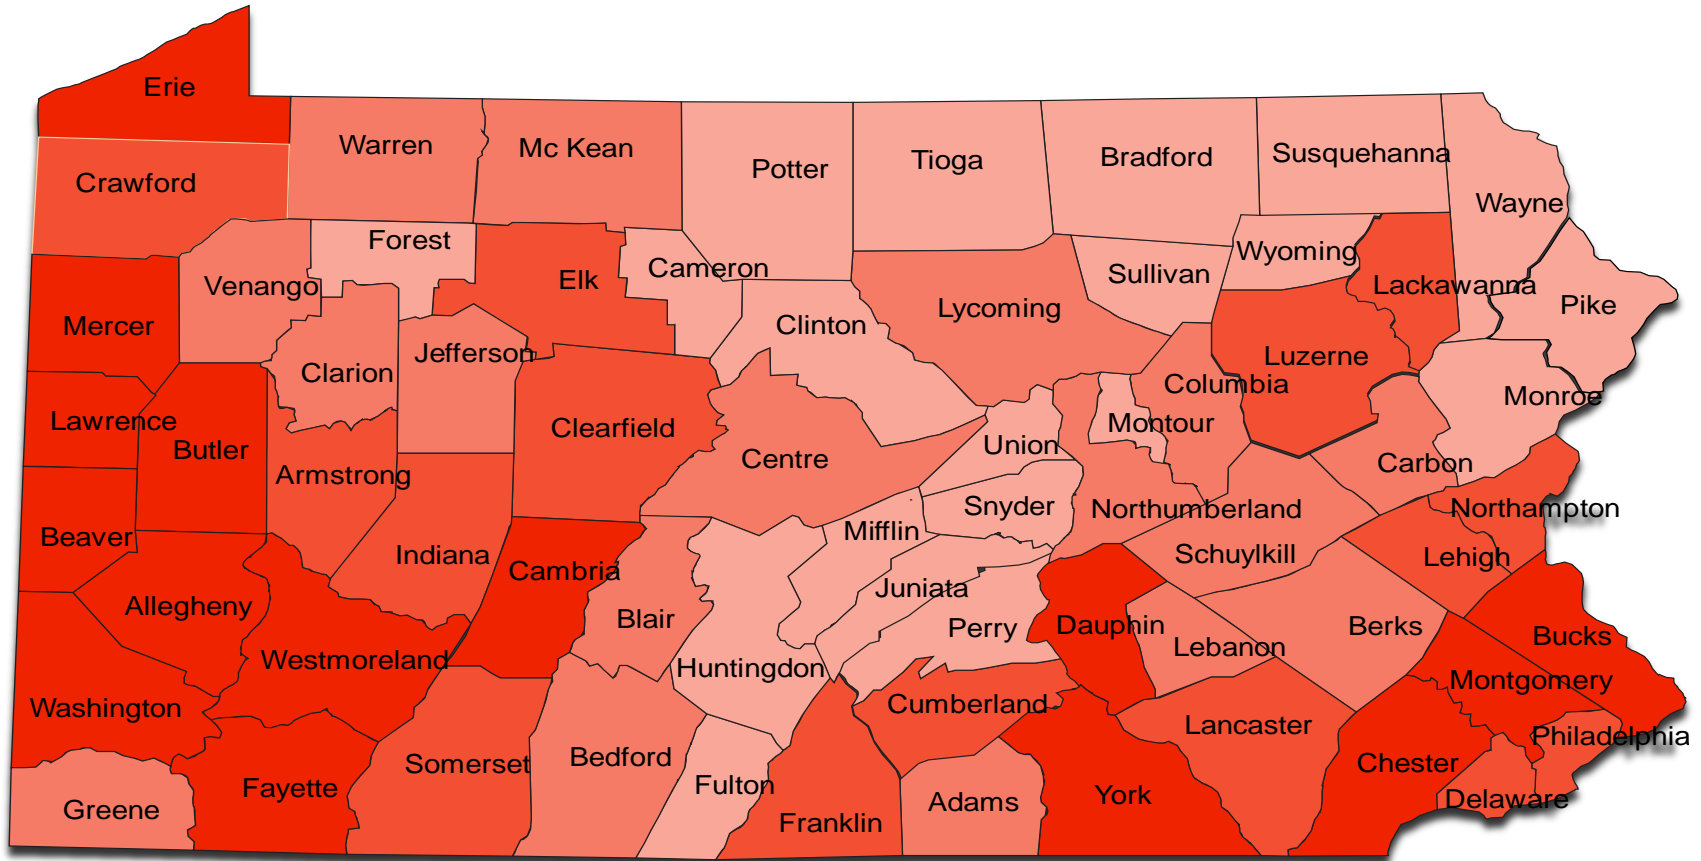 Erie
Warren
Mc Kean
Potter
Tioga
Bradford
Susquehanna
Crawford
Wayne
Forest
Wyoming
Cameron
Elk
Sullivan
Venango
Lackawanna
Pike
Lycoming
Mercer
Clinton
Jefferson
Luzerne
Clarion
Columbia
Monroe
Lawrence
Montour
Clearfield
Butler
Union
Centre
Carbon
Armstrong
Snyder
Northumberland
Northampton
Mifflin
Beaver
Indiana
Schuylkill
Lehigh
Cambria
Juniata
Allegheny
Blair
Perry
Dauphin
Berks
Bucks
Lebanon
Westmoreland
Huntingdon
Montgomery
Washington
Cumberland
Lancaster
Philadelphia
Bedford
Somerset
Chester
Fulton
Fayette
York
Delaware
Adams
Greene
Franklin